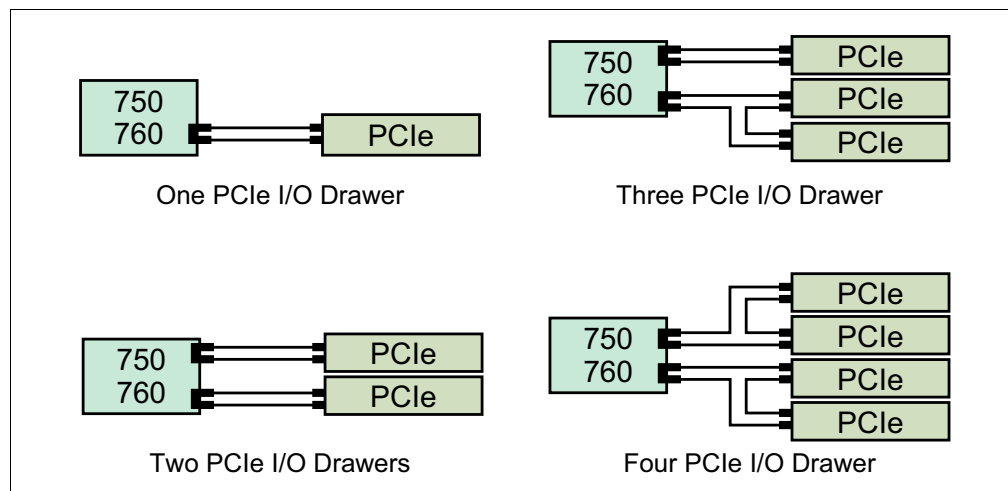 750
760
PCIe
One PCIe I/O Drawer
750
760
PCIe
PCIe
PCIe
Three PCIe I/O Drawer
750
760
PCIe
PCIe
Two PCIe I/O Drawers
750
760
PCIe
PCIe
PCIe
PCIe
Four PCIe I/O Drawer